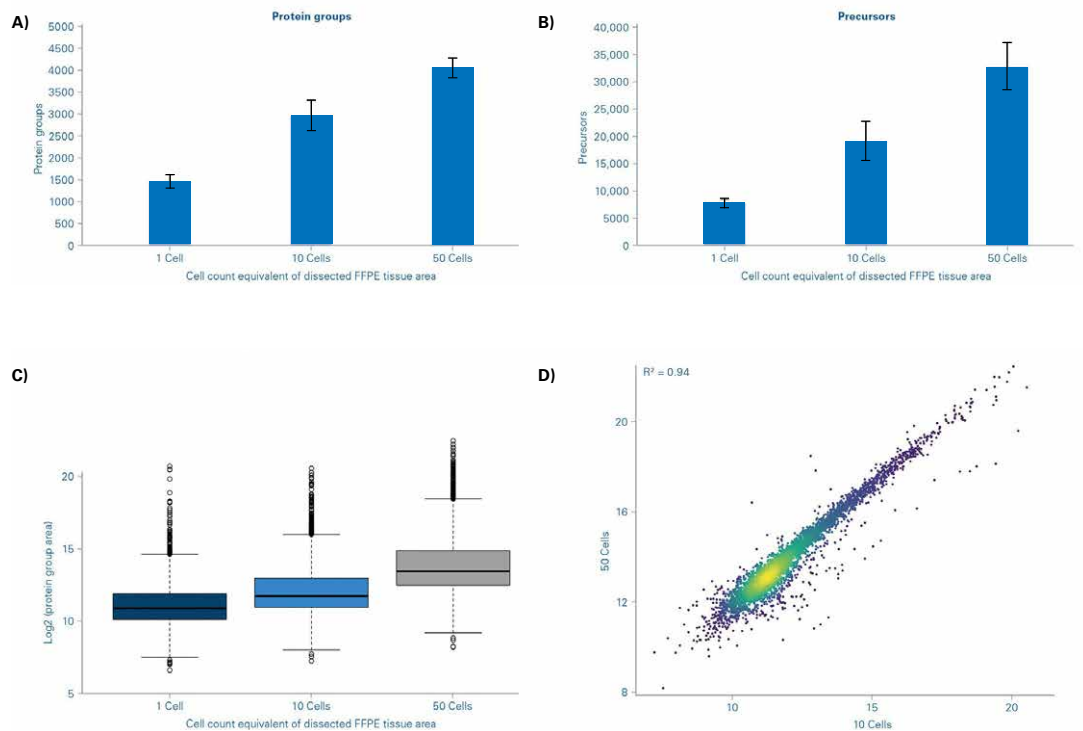 A)
Protein groups
5000
4500
4000
3500
3000
2500
2000
1500
1000
500
0
Protein groups
1 Cell 10 Cells 50 Cells
Cell count equivalent of dissected FFPE tissue area
B)
Precursors
40,000
35,000
30,000
25,000
20,000
15,000
10,000
5000
0
Precursors
1 Cell 10 Cells 50 Cells
Cell count equivalent of dissected FFPE tissue area
C)
20
15
10
5
Log2 (protein group area)
1 Cell 10 Cells 50 Cells
Cell count equivalent of dissected FFPE tissue area
D)
R² = 0.94
20
16
12
8
50 Cells
10 15 20
10 Cells